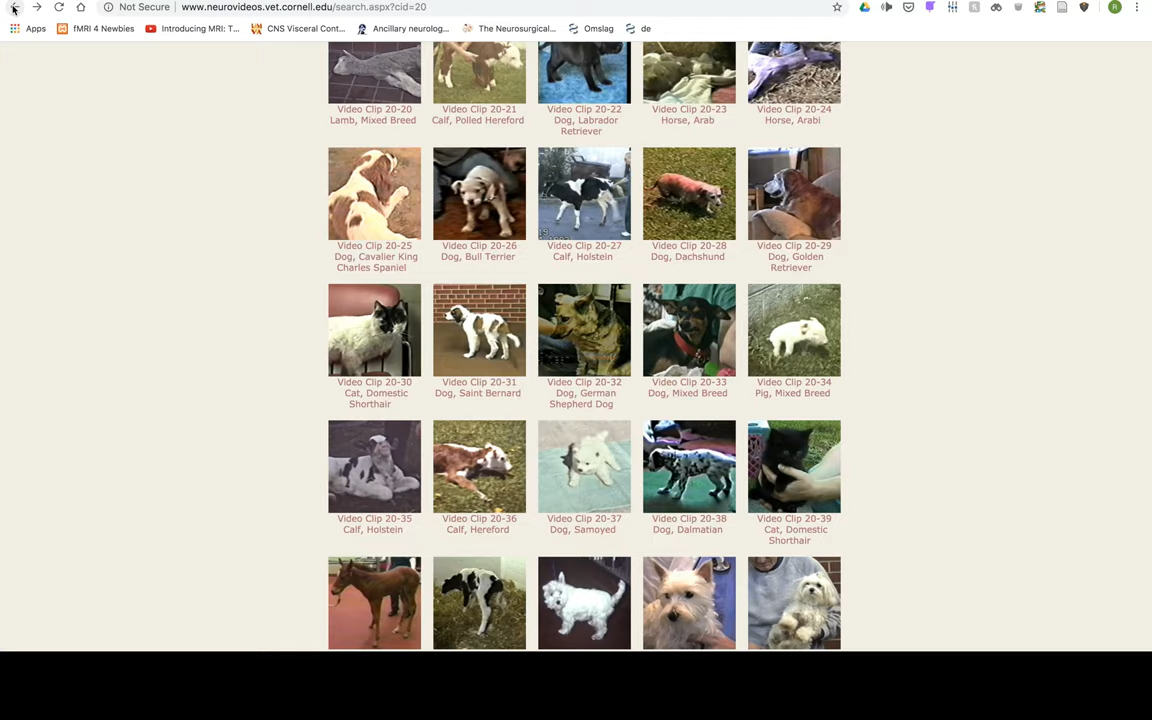 Not Secure
www.neurovideos.vet.cornell.edu/search.aspx?cid=20
R
Apps
fMRI 4 Newbies
Introducing MRI: T...
CNS Visceral Cont...
Ancillary neurolog...
The Neurosurgical...
Omslag
de
Video Clip 20-20
Lamb, Mixed Breed
Video Clip 20-21
Calf, Polled Hereford
Video Clip 20-22
Dog, Labrador
Retriever
Video Clip 20-23
Horse, Arab
Video Clip 20-24
Horse, Arabi
Video Clip 20-25
Dog, Cavalier King
Charles Spaniel
Video Clip 20-26
Dog, Bull Terrier
Video Clip 20-27
Calf, Holstein
Video Clip 20-28
Dog, Dachshund
Video Clip 20-29
Dog, Golden
Retriever
Video Clip 20-30
Cat, Domestic
Shorthair
Video Clip 20-31
Dog, Saint Bernard
Video Clip 20-32
Dog, German
Shepherd Dog
Video Clip 20-33
Dog, Mixed Breed
Video Clip 20-34
Pig, Mixed Breed
Video Clip 20-35
Calf, Holstein
Video Clip 20-36
Calf, Hereford
Video Clip 20-37
Dog, Samoyed
Video Clip 20-38
Dog, Dalmatian
Video Clip 20-39
Cat, Domestic
Shorthair